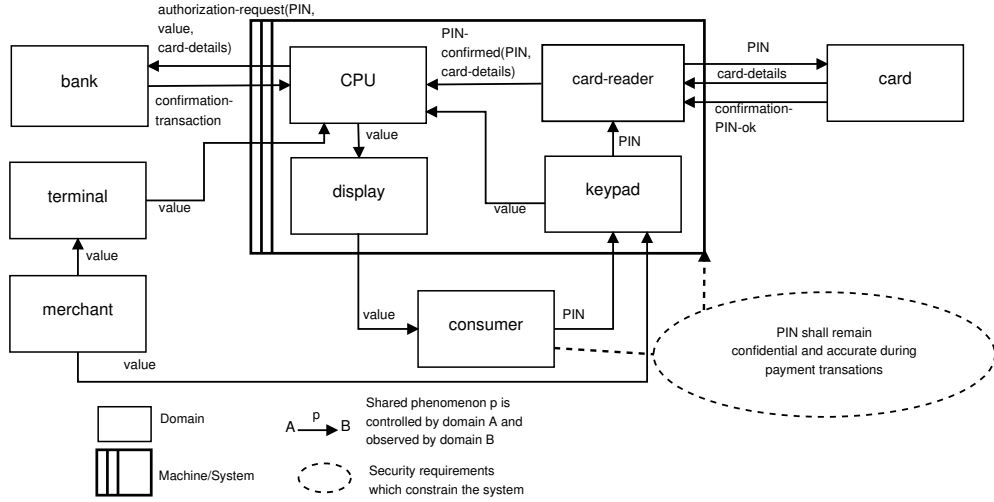 authorization-request(PIN,
value,
card-details)
bank
confirmation-
transaction
CPU
PIN-
confirmed(PIN,
card-details)
card-reader
PIN
card-details
confirmation-
PIN-ok
card
value
PIN
terminal
value
display
value
keypad
value
merchant
value
value
consumer
PIN
PIN shall remain
confidential and accurate during
payment transations
Domain
A
p
B
Shared phenomenon p is
controlled by domain A and
observed by domain B
Machine/System
Security requirements
which constrain the system